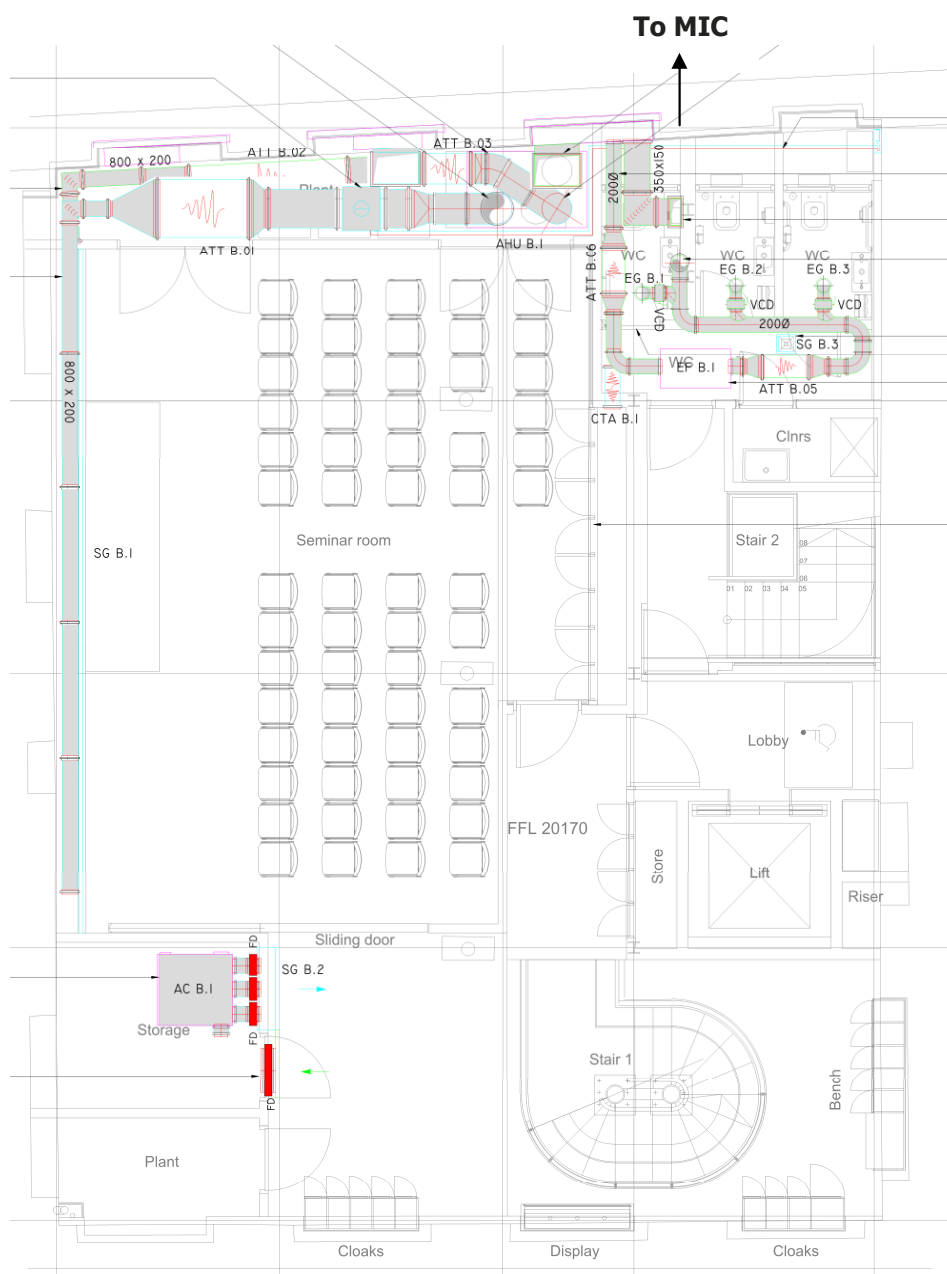 To MIC
ATT B.02
ATT B.03
800 x 200
Plant
2000
350X150
ATT B.01
AHU B.1
ATT B.06
WC
WC
WC
EG B.1
EG B.2
EG B.3
VCD
VCD
VCD
2000
SG B.3
WC
EF B.1
ATT B.05
800 x 200
CTA B.1
Clnrs
SG B.1
Seminar room
Stair 2
08
07
06
01
02
03
04
05
Lobby
FFL 20170
Store
Lift
Riser
Sliding door
FD
SG B.2
AC B.1
Storage
FD
Stair 1
Bench
FD
Plant
Cloaks
Display
Cloaks